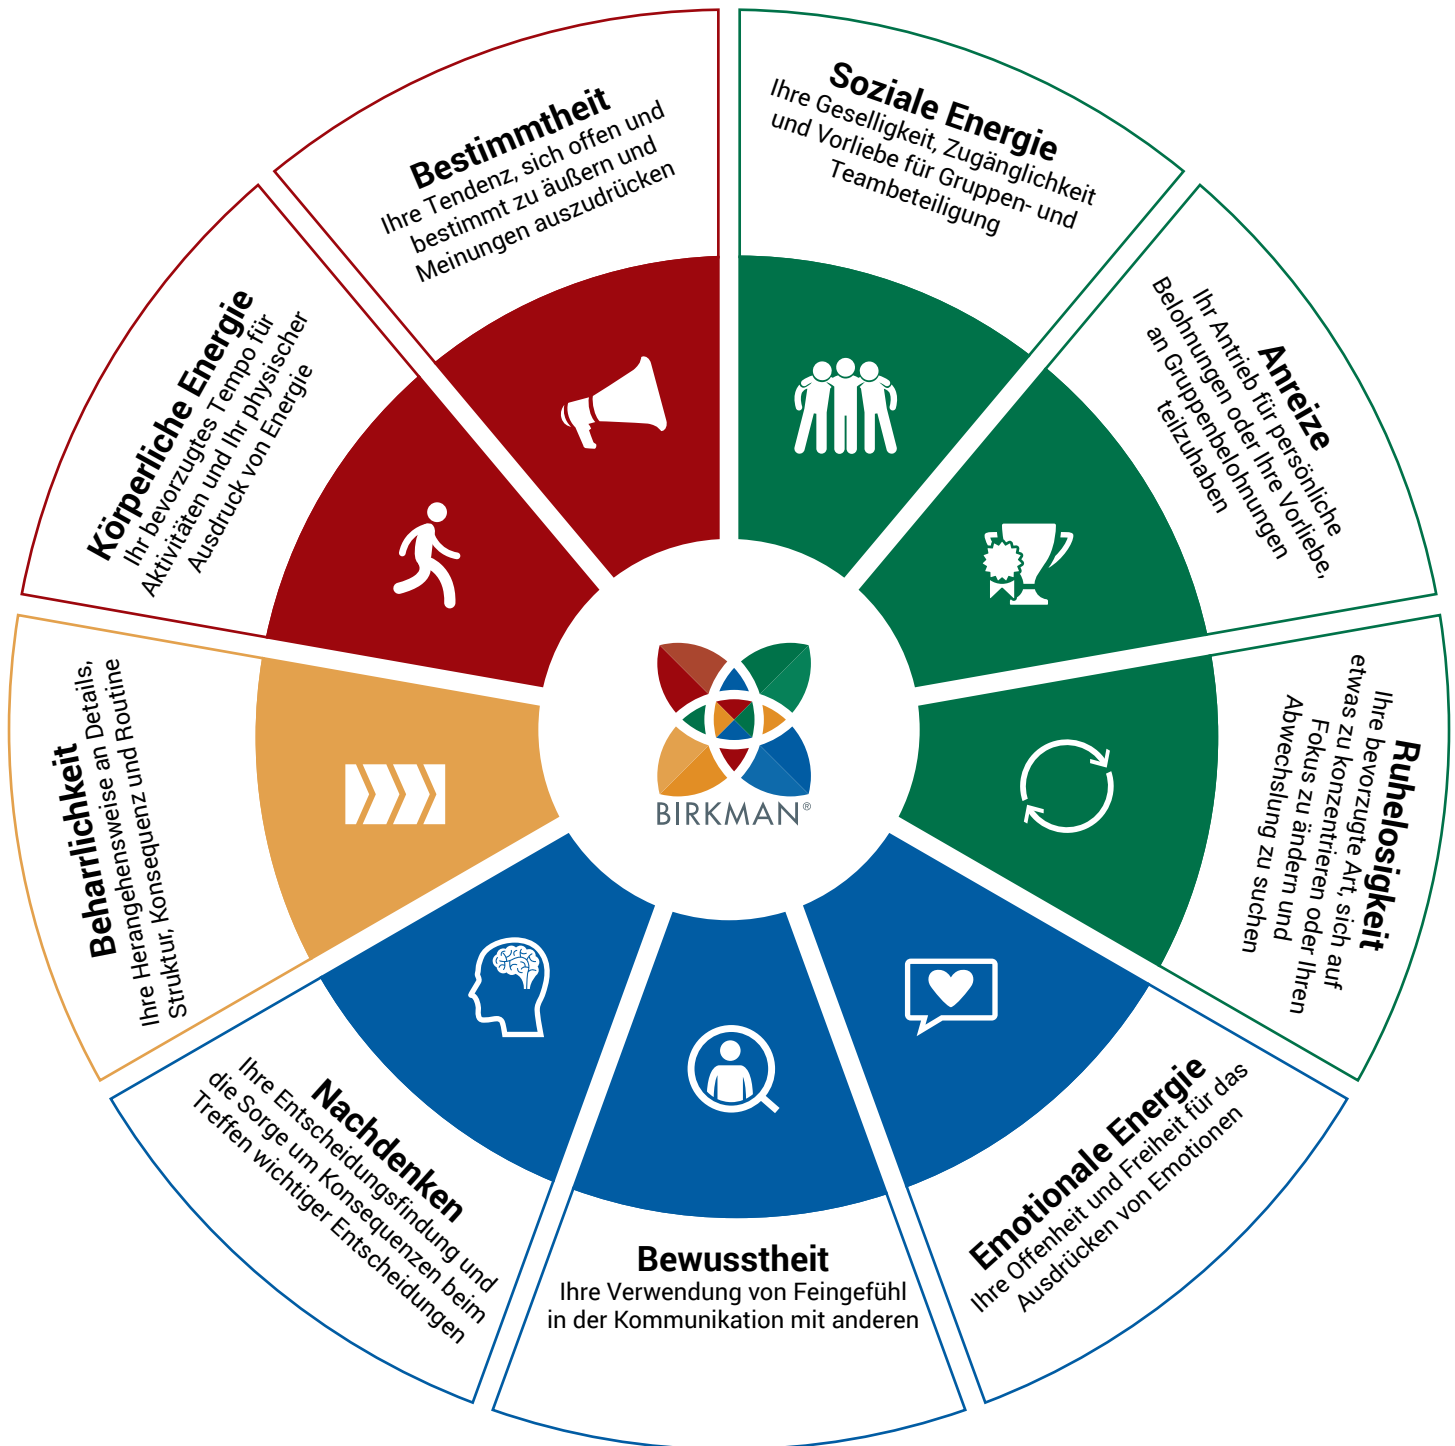 Soziale Energie
Ihre Geselligkeit, Zugänglichkeit
und Vorliebe für Gruppen- und
Teambeteiligung
Anreize
Ihr Antrieb für persönliche
Belohnungen oder Ihre Vorliebe,
an Gruppenbelohnungen
teilzuhaben
Ruhelosigkeit
Ihre bevorzugte Art, sich auf
etwas zu konzentrieren oder Ihren
Fokus zu ändern und
Abwechslung zu suchen
Emotionale Energie
Ihre Offenheit und Freiheit für das
Ausdrücken von Emotionen
Bewusstheit
Ihre Verwendung von Feingefühl
in der Kommunikation mit anderen
Nachdenken
Ihre Entscheidungsfindung und
die Sorge um Konsequenzen beim
Treffen wichtiger Entscheidungen
Beharrlichkeit
Ihre Herangehensweise an Details,
Struktur, Konsequenz und Routine
Körperliche Energie
Ihr bevorzugtes Tempo für
Aktivitäten und Ihr physischer
Ausdruck von Energie
Bestimmtheit
Ihre Tendenz, sich offen und
bestimmt zu äußern und
Meinungen auszudrücken
BIRKMAN®